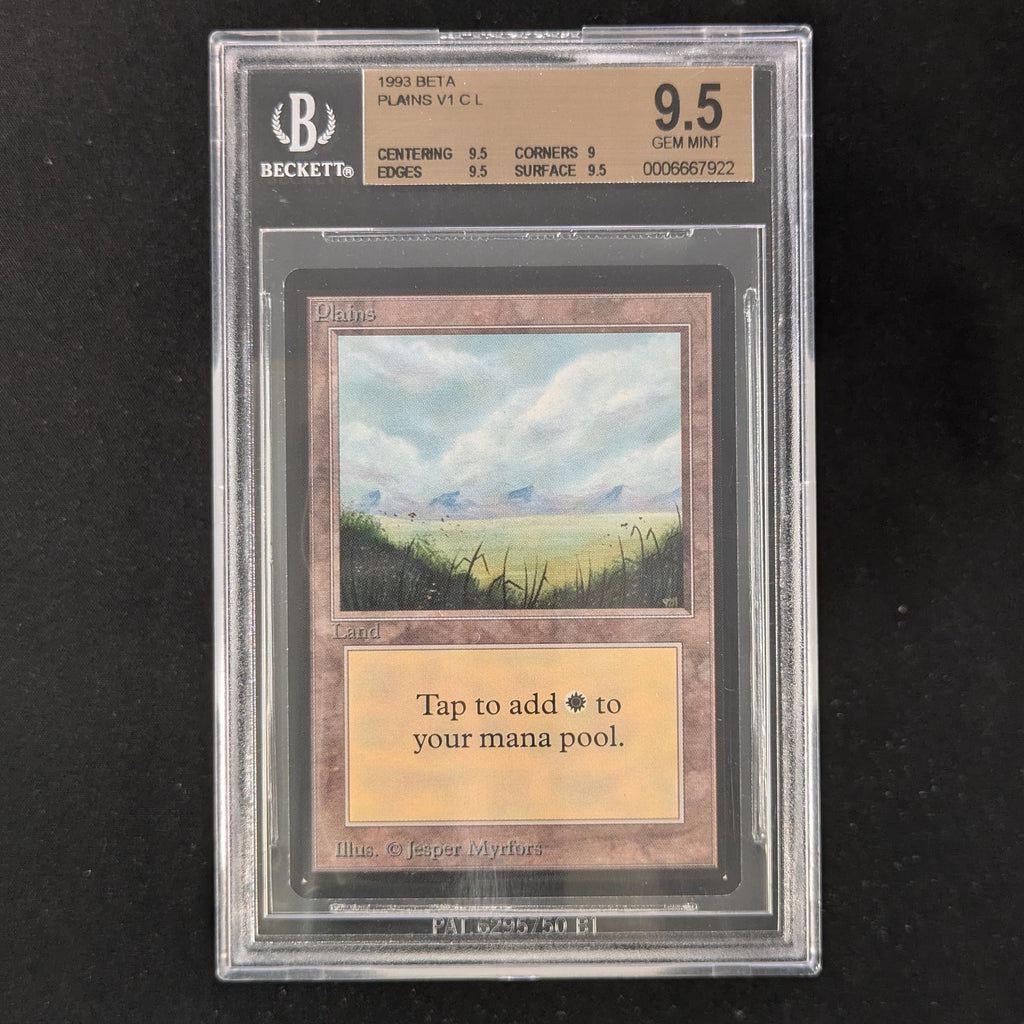 1993 BETA
PLAINS V1 C L
9.5
GEM MINT
CENTERING 9.5 CORNERS 9
EDGES 9.5 SURFACE 9.5
0006667922
B
BECKETT®
Plains
Land
Tap to add to
your mana pool.
Illus. © Jesper Myrfors
PAT 6295750 B1